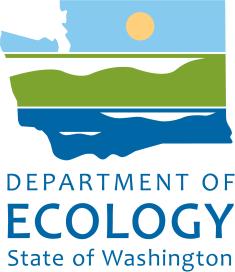 DEPARTMENT OF
ECOLOGY
State of Washington